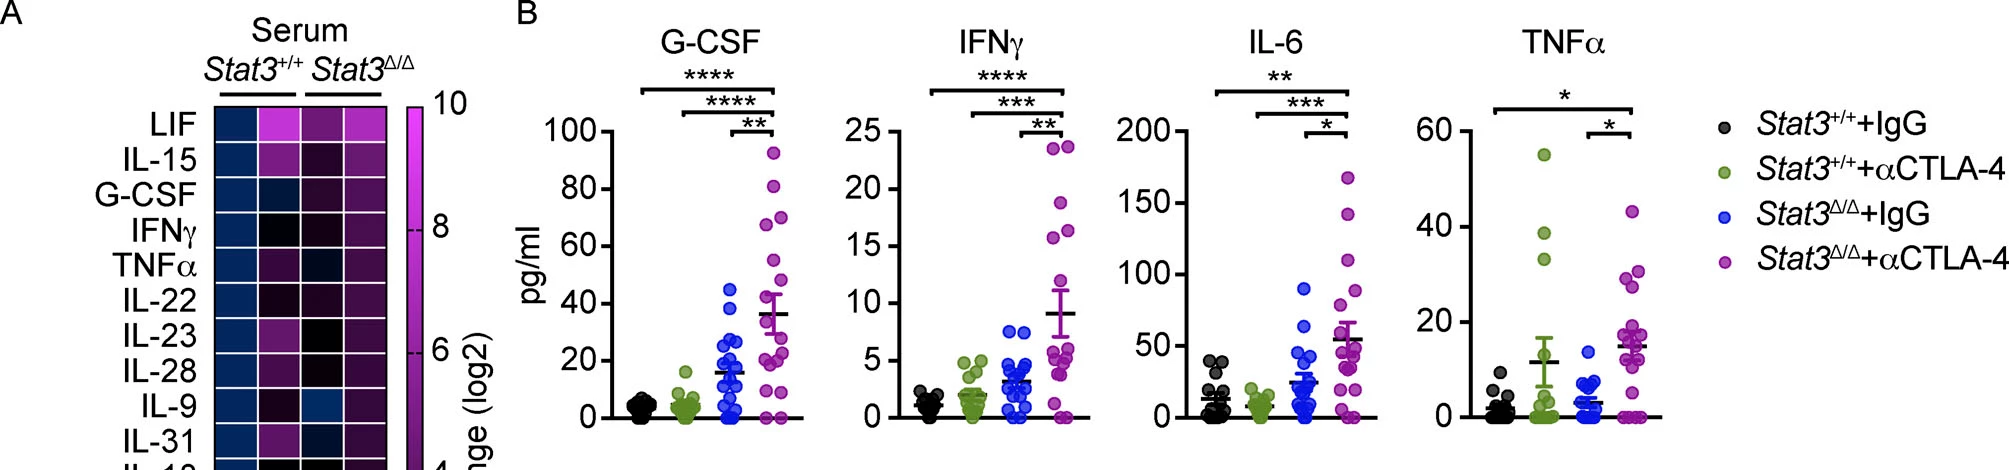 A
Serum
Stat3+/+ Stat3Δ/Δ
LIF
IL-15
G-CSF
IFNγ
TNFα
IL-22
IL-23
IL-28
IL-9
IL-31
10
8
6
4
nge (log2)
B
G-CSF
****
****
**
pg/ml
100
80
60
40
20
0
IFNγ
****
***
**
25
20
15
10
5
0
IL-6
**
***
*
200
150
100
50
0
TNFα
*
*
60
40
20
0
Stat3+/++IgG
Stat3+/++αCTLA-4
Stat3Δ/Δ+IgG
Stat3Δ/Δ+αCTLA-4